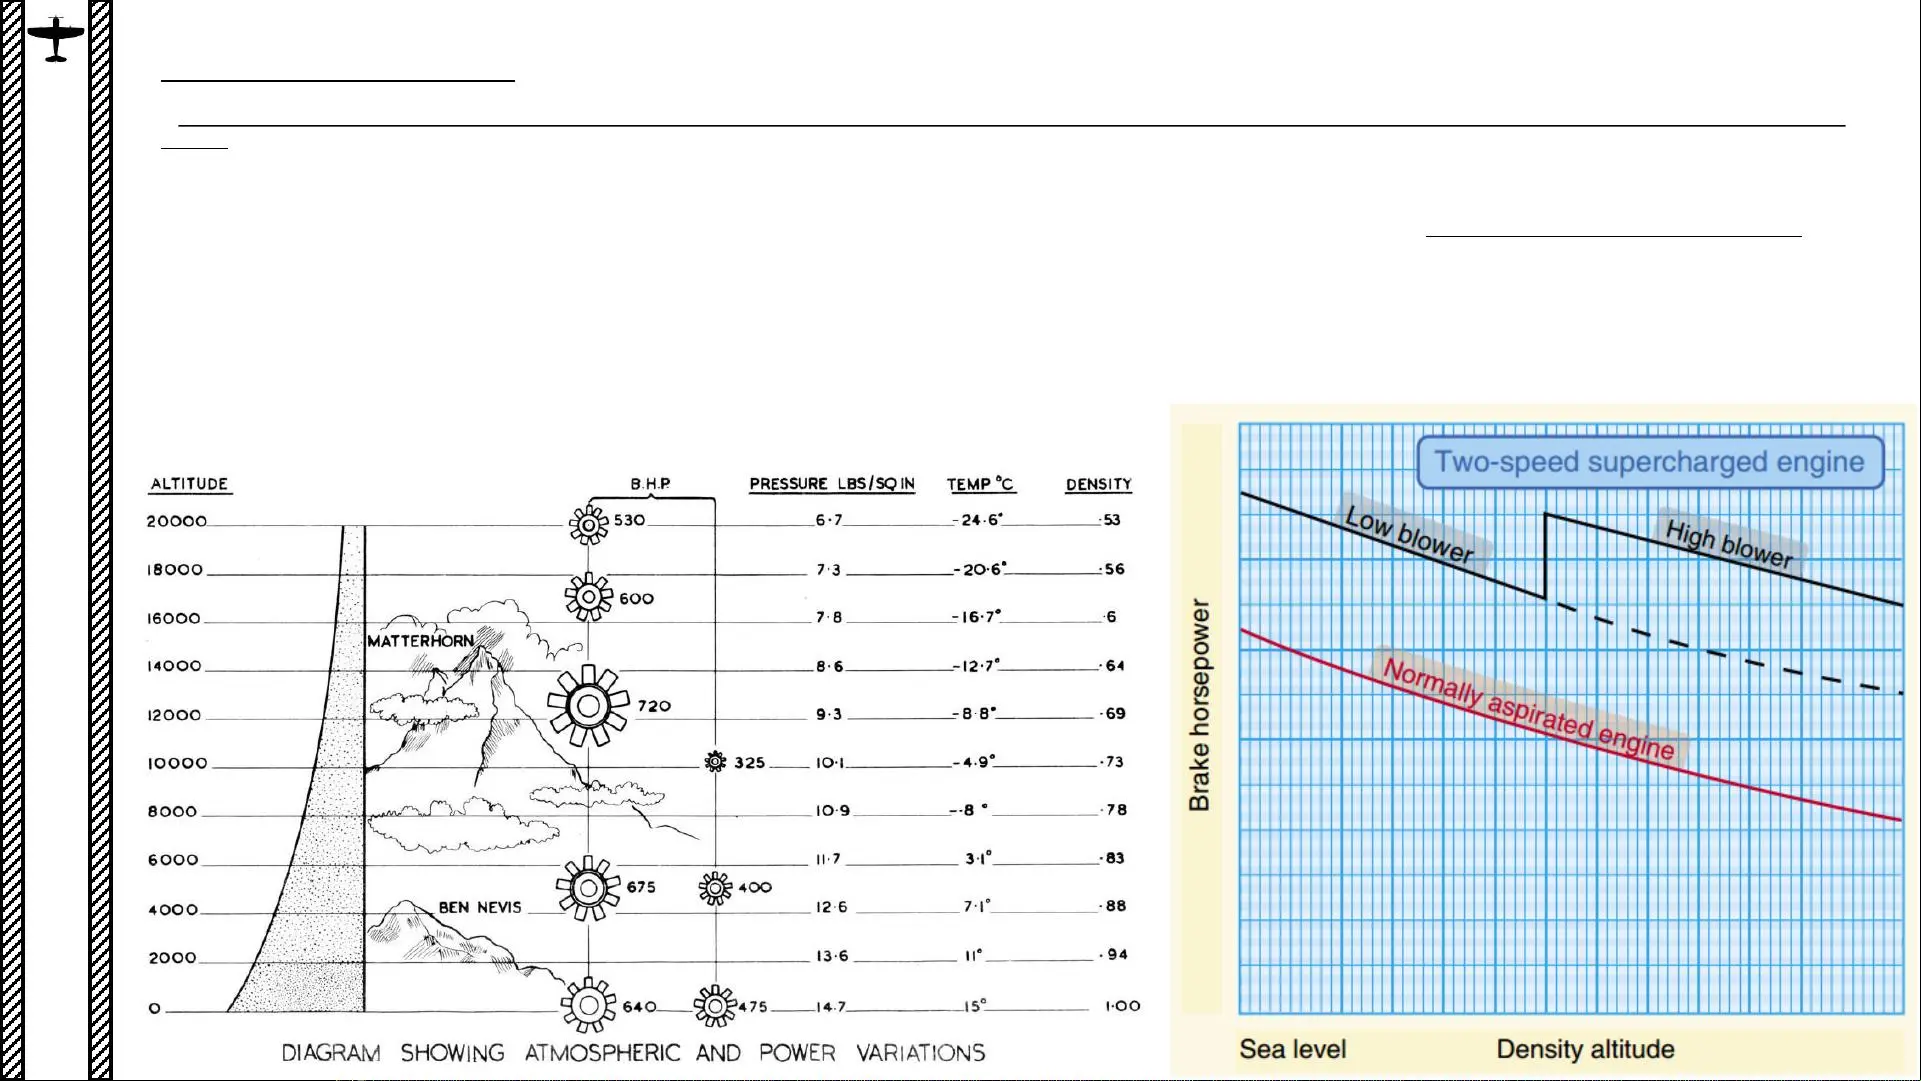 ALTITUDE B.H.P. PRESSURE LBS/SQ IN TEMP °C DENSITY
20000 530 6·7 -24·6° ·53
18000 7·3 -20·6° ·56
600
16000 7·8 -16·7° ·6
MATTERHORN
14000 8·6 -12·7° ·64
720
12000 9·3 -8·8° ·69
10000 325 10·1 -4·9° ·73
8000 10·9 -·8° ·78
6000 11·7 3·1° ·83
675 400
4000 BEN NEVIS 12·6 7·1° ·88
2000 13·6 11° ·94
0 640 475 14·7 15° 1·00
DIAGRAM SHOWING ATMOSPHERIC AND POWER VARIATIONS
Two-speed supercharged engine
Low blower
High blower
Normally aspirated engine
Brake horsepower
Sea level Density altitude